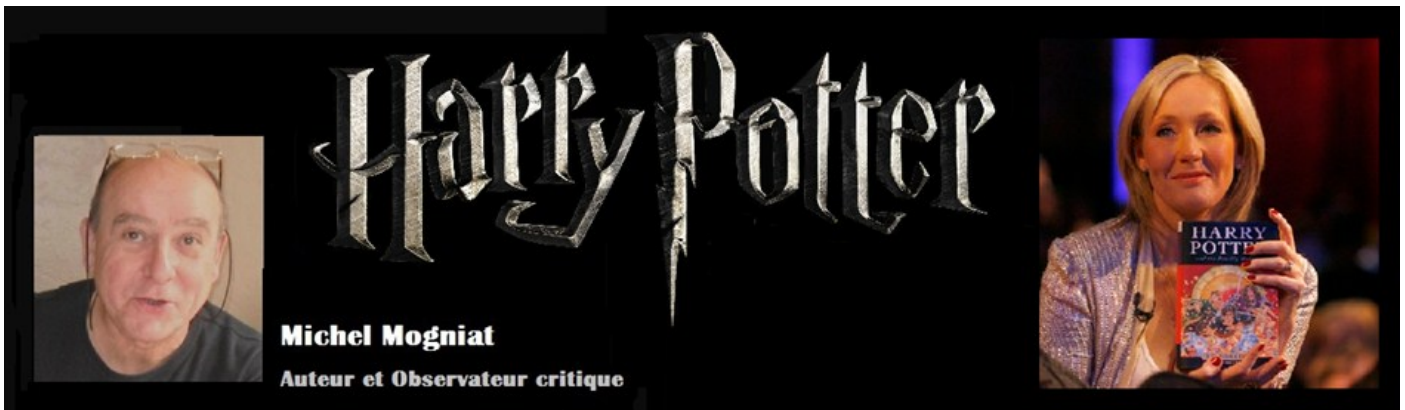 Harry Potter
HARRY
POTTER
Michel Mogniat
Auteur et Observateur critique